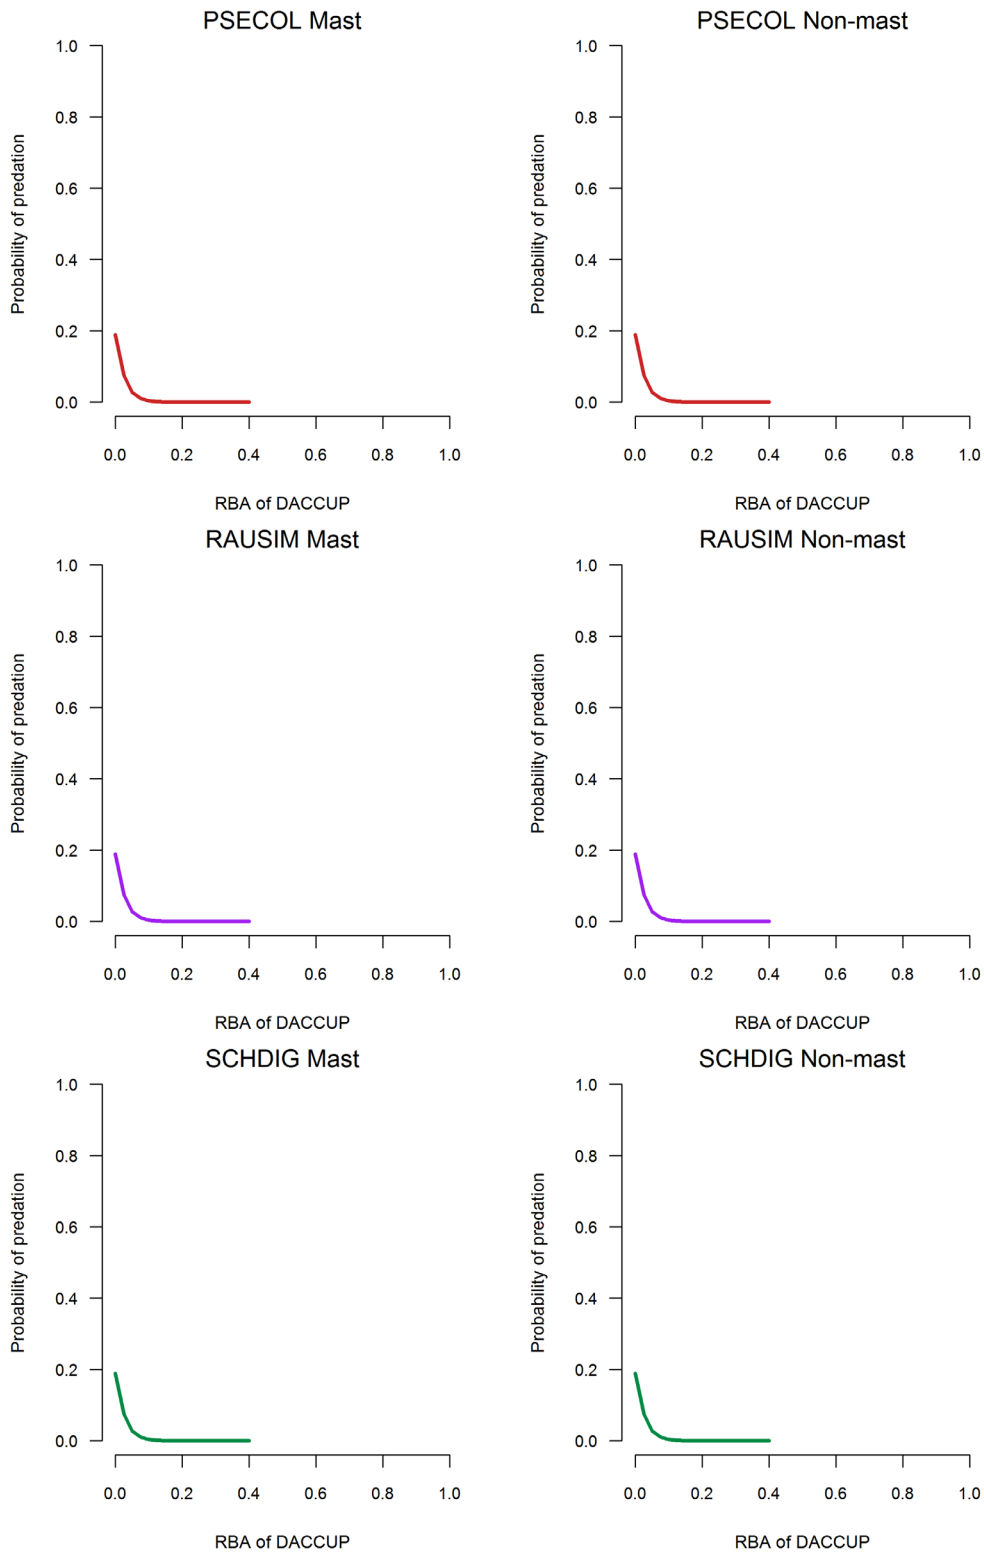 PSECOL Mast
1.0
0.8
0.6
0.4
0.2
0.0
Probability of predation
0.0 0.2 0.4 0.6 0.8 1.0
RBA of DACCUP
PSECOL Non-mast
1.0
0.8
0.6
0.4
0.2
0.0
Probability of predation
0.0 0.2 0.4 0.6 0.8 1.0
RBA of DACCUP
RAUSIM Mast
1.0
0.8
0.6
0.4
0.2
0.0
Probability of predation
0.0 0.2 0.4 0.6 0.8 1.0
RBA of DACCUP
RAUSIM Non-mast
1.0
0.8
0.6
0.4
0.2
0.0
Probability of predation
0.0 0.2 0.4 0.6 0.8 1.0
RBA of DACCUP
SCHDIG Mast
1.0
0.8
0.6
0.4
0.2
0.0
Probability of predation
0.0 0.2 0.4 0.6 0.8 1.0
RBA of DACCUP
SCHDIG Non-mast
1.0
0.8
0.6
0.4
0.2
0.0
Probability of predation
0.0 0.2 0.4 0.6 0.8 1.0
RBA of DACCUP